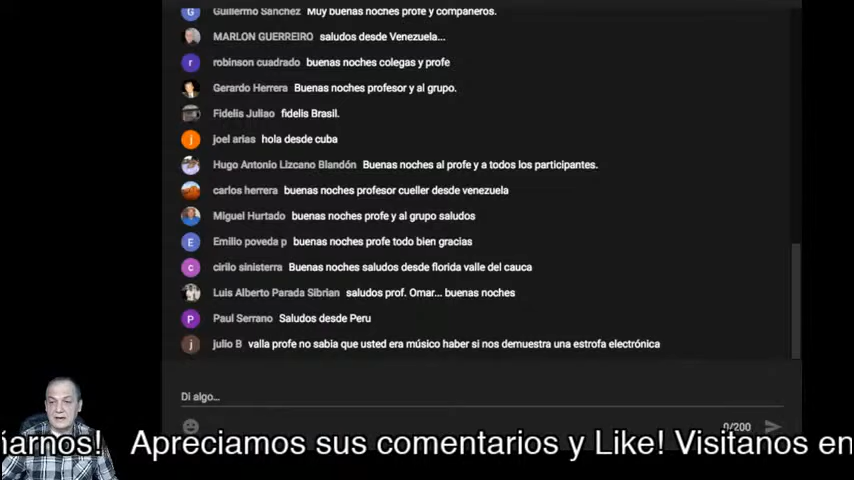 G Guillermo Sanchez Muy buenas noches profe y compañeros.
MARLON GUERREIRO saludos desde Venezuela...
r robinson cuadrado buenas noches colegas y profe
Gerardo Herrera Buenas noches profesor y al grupo.
Fidelis Juliao fidelis Brasil.
j joel arias hola desde cuba
Hugo Antonio Lizcano Blandón Buenas noches al profe y a todos los participantes.
carlos herrera buenas noches profesor cueller desde venezuela
Miguel Hurtado buenas noches profe y al grupo saludos
E Emilio poveda p buenas noches profe todo bien gracias
c cirilo sinisterra Buenas noches saludos desde florida valle del cauca
Luis Alberto Parada Sibrian saludos prof. Omar... buenas noches
P Paul Serrano Saludos desde Peru
j julio B valla profe no sabia que usted era músico haber si nos demuestra una estrofa electrónica
Di algo...
0/200
ñarnos! Apreciamos sus comentarios y Like! Visitanos en